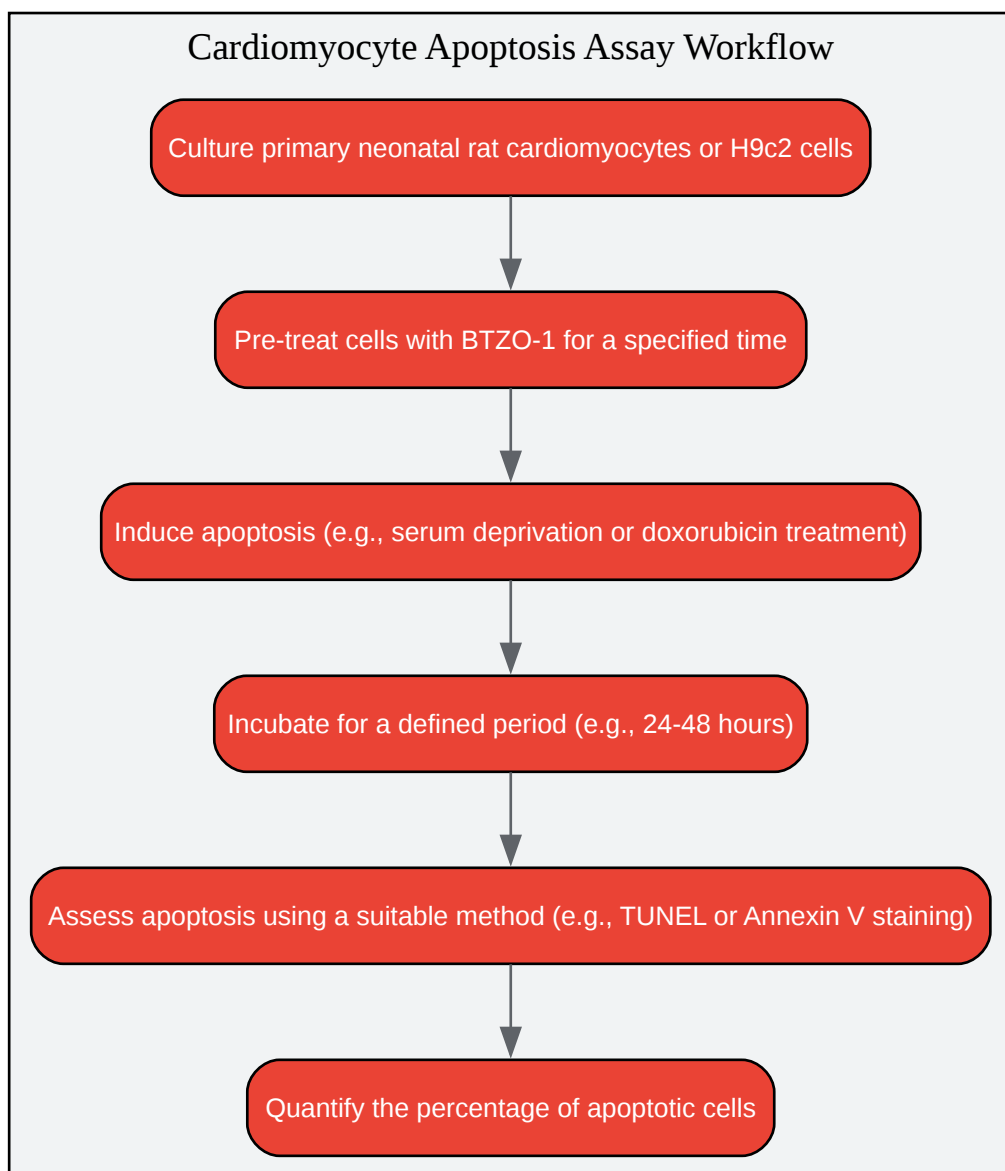 Cardiomyocyte Apoptosis Assay Workflow
Culture primary neonatal rat cardiomyocytes or H9c2 cells
Pre-treat cells with BTZO-1 for a specified time
Induce apoptosis (e.g., serum deprivation or doxorubicin treatment)
Incubate for a defined period (e.g., 24-48 hours)
Assess apoptosis using a suitable method (e.g., TUNEL or Annexin V staining)
Quantify the percentage of apoptotic cells